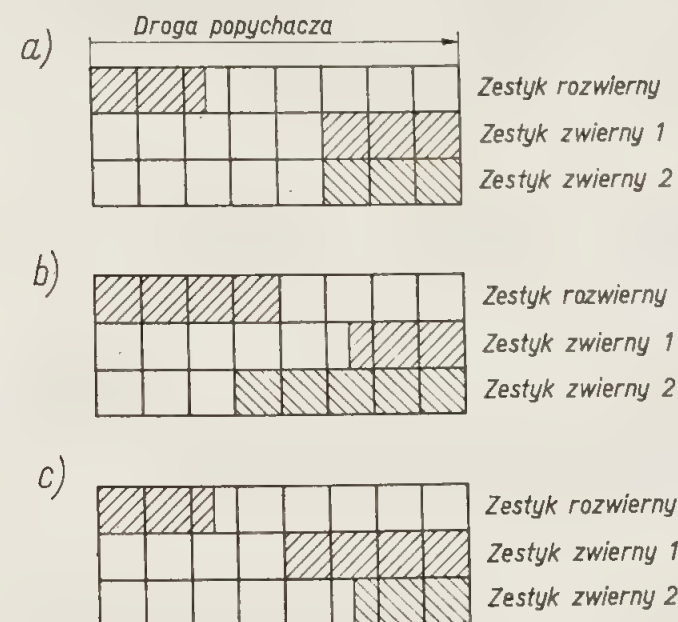 Droga popychacza
a)
Zestyk rozwierny
Zestyk zwierny 1
Zestyk zwierny 2
b)
Zestyk rozwierny
Zestyk zwierny 1
Zestyk zwierny 2
c)
Zestyk rozwierny
Zestyk zwierny 1
Zestyk zwierny 2